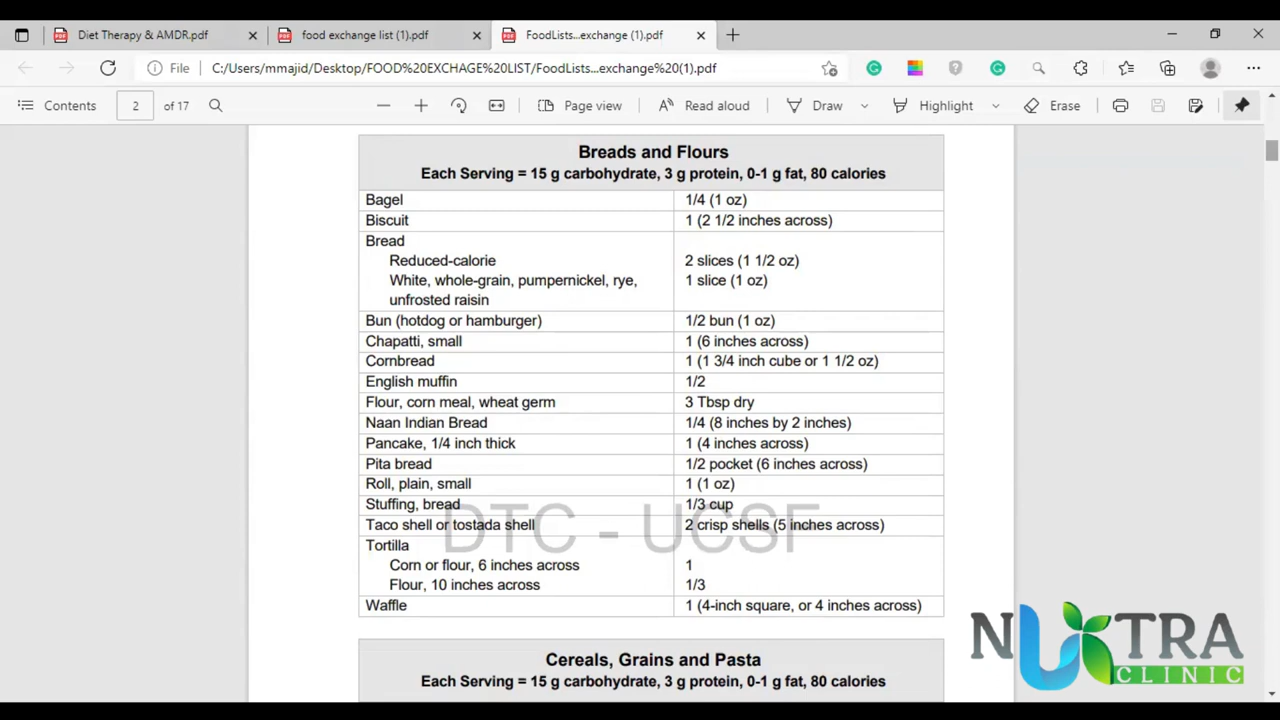 Diet Therapy & AMDR.pdf
food exchange list (1).pdf
FoodLists...exchange (1).pdf
File
C:/Users/mmajid/Desktop/FOOD%20EXCHAGE%20LIST/FoodLists...exchange%20(1).pdf
Contents
2
of 17
Page view
Read aloud
Draw
Highlight
Erase
Breads and Flours
Each Serving = 15 g carbohydrate, 3 g protein, 0-1 g fat, 80 calories
Bagel 1/4 (1 oz)
Biscuit 1 (2 1/2 inches across)
Bread
Reduced-calorie 2 slices (1 1/2 oz)
White, whole-grain, pumpernickel, rye, 1 slice (1 oz)
unfrosted raisin
Bun (hotdog or hamburger) 1/2 bun (1 oz)
Chapatti, small 1 (6 inches across)
Cornbread 1 (1 3/4 inch cube or 1 1/2 oz)
English muffin 1/2
Flour, corn meal, wheat germ 3 Tbsp dry
Naan Indian Bread 1/4 (8 inches by 2 inches)
Pancake, 1/4 inch thick 1 (4 inches across)
Pita bread 1/2 pocket (6 inches across)
Roll, plain, small 1 (1 oz)
Stuffing, bread 1/3 cup
Taco shell or tostada shell 2 crisp shells (5 inches across)
DTC - UCSF
Tortilla
Corn or flour, 6 inches across 1
Flour, 10 inches across 1/3
Waffle 1 (4-inch square, or 4 inches across)
NUTRA
CLINIC
Cereals, Grains and Pasta
Each Serving = 15 g carbohydrate, 3 g protein, 0-1 g fat, 80 calories